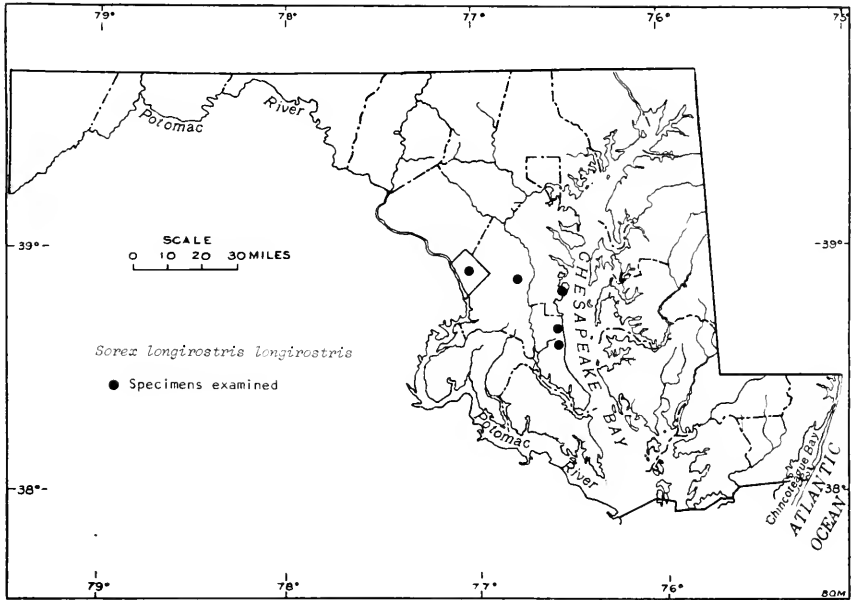 79° 78° 77° 76° 75°
Potomac River
39° 39°
SCALE
0 10 20 30 MILES
CHESAPEAKE BAY
Sorex longirostris longirostris
● Specimens examined
Potomac River
Chincoteague Bay
ATLANTIC OCEAN
38° 38°
79° 78° 77° 76°
BOM